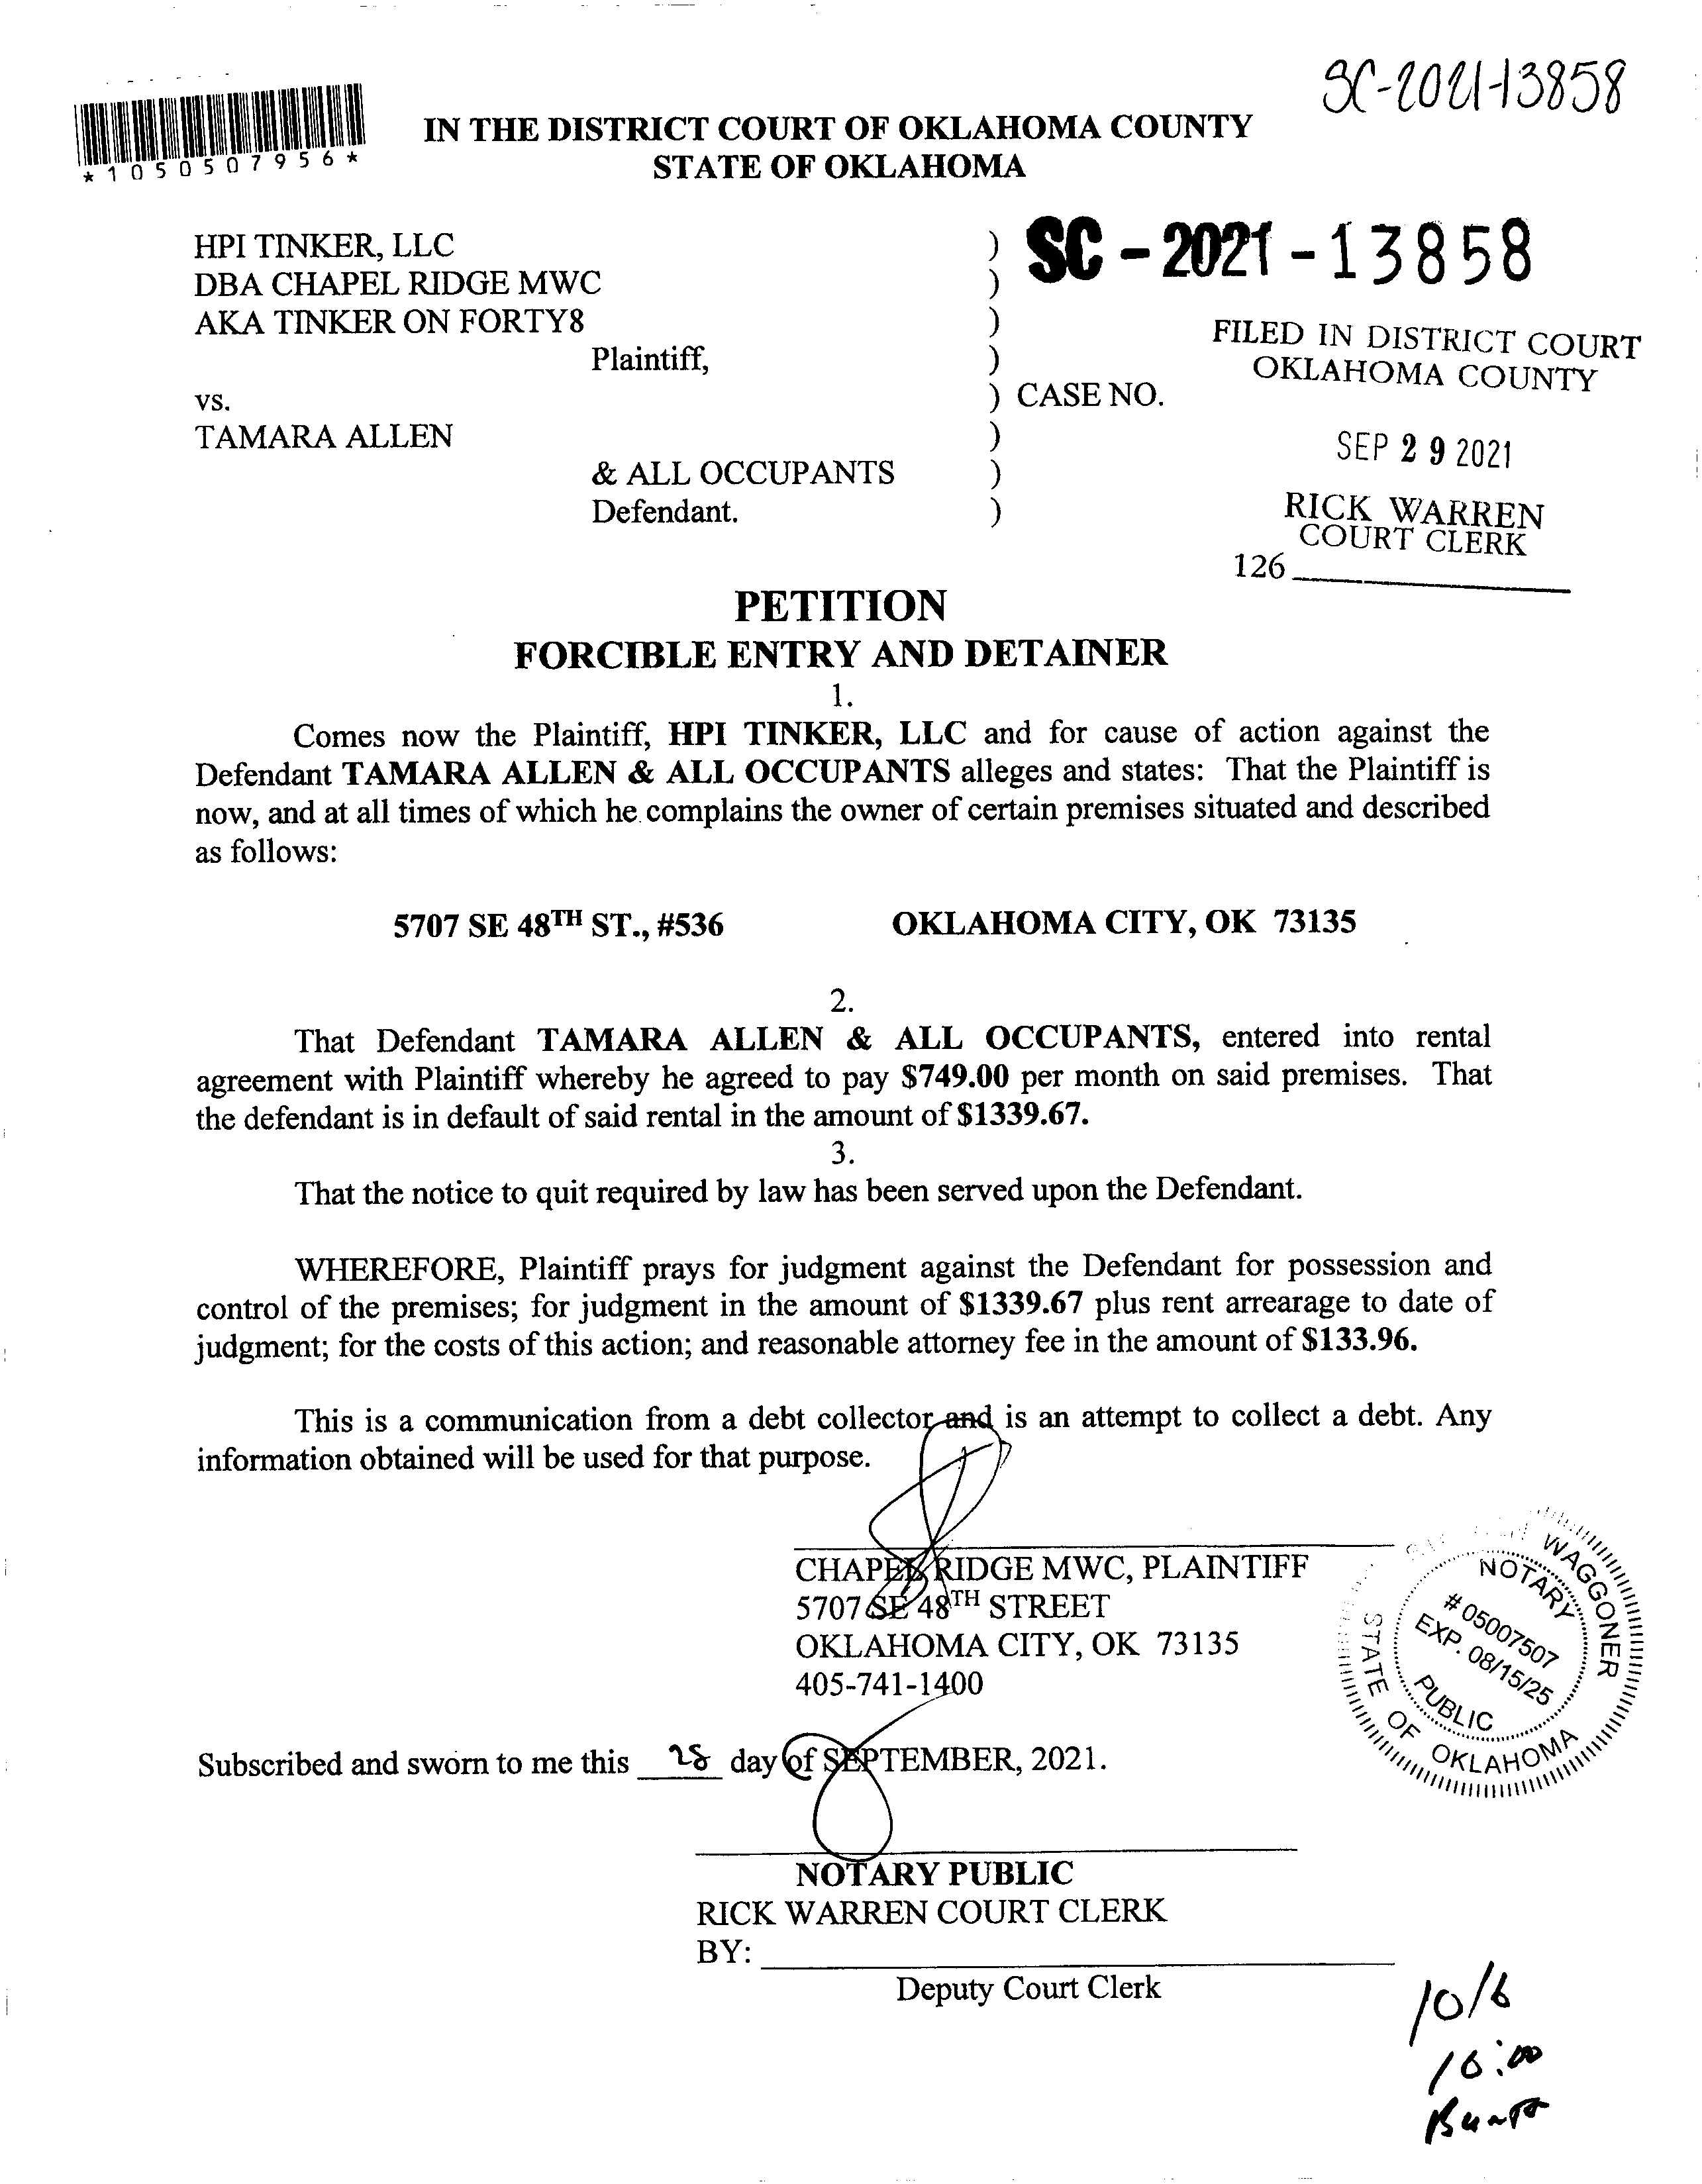 SC-2021-13858
*1050507956*
IN THE DISTRICT COURT OF OKLAHOMA COUNTY
STATE OF OKLAHOMA
HPI TINKER, LLC )
DBA CHAPEL RIDGE MWC )
AKA TINKER ON FORTY8 )
Plaintiff, )
vs. ) CASE NO.
TAMARA ALLEN )
& ALL OCCUPANTS )
Defendant. )
SC - 2021 - 13858
FILED IN DISTRICT COURT
OKLAHOMA COUNTY
SEP 29 2021
RICK WARREN
COURT CLERK
126
PETITION
FORCIBLE ENTRY AND DETAINER
1.
Comes now the Plaintiff, HPI TINKER, LLC and for cause of action against the
Defendant TAMARA ALLEN & ALL OCCUPANTS alleges and states: That the Plaintiff is
now, and at all times of which he complains the owner of certain premises situated and described
as follows:
5707 SE 48TH ST., #536 OKLAHOMA CITY, OK 73135
2.
That Defendant TAMARA ALLEN & ALL OCCUPANTS, entered into rental
agreement with Plaintiff whereby he agreed to pay $749.00 per month on said premises. That
the defendant is in default of said rental in the amount of $1339.67.
3.
That the notice to quit required by law has been served upon the Defendant.
WHEREFORE, Plaintiff prays for judgment against the Defendant for possession and
control of the premises; for judgment in the amount of $1339.67 plus rent arrearage to date of
judgment; for the costs of this action; and reasonable attorney fee in the amount of $133.96.
This is a communication from a debt collector and is an attempt to collect a debt. Any
information obtained will be used for that purpose.
CHAPEL RIDGE MWC, PLAINTIFF
5707 SE 48TH STREET
OKLAHOMA CITY, OK 73135
405-741-1400
WAGGONER
NOTARY
# 05007507
EXP. 08/15/25
PUBLIC
STATE OF OKLAHOMA
Subscribed and sworn to me this 28 day of SEPTEMBER, 2021.
NOTARY PUBLIC
RICK WARREN COURT CLERK
BY:
Deputy Court Clerk
10/6
10:00